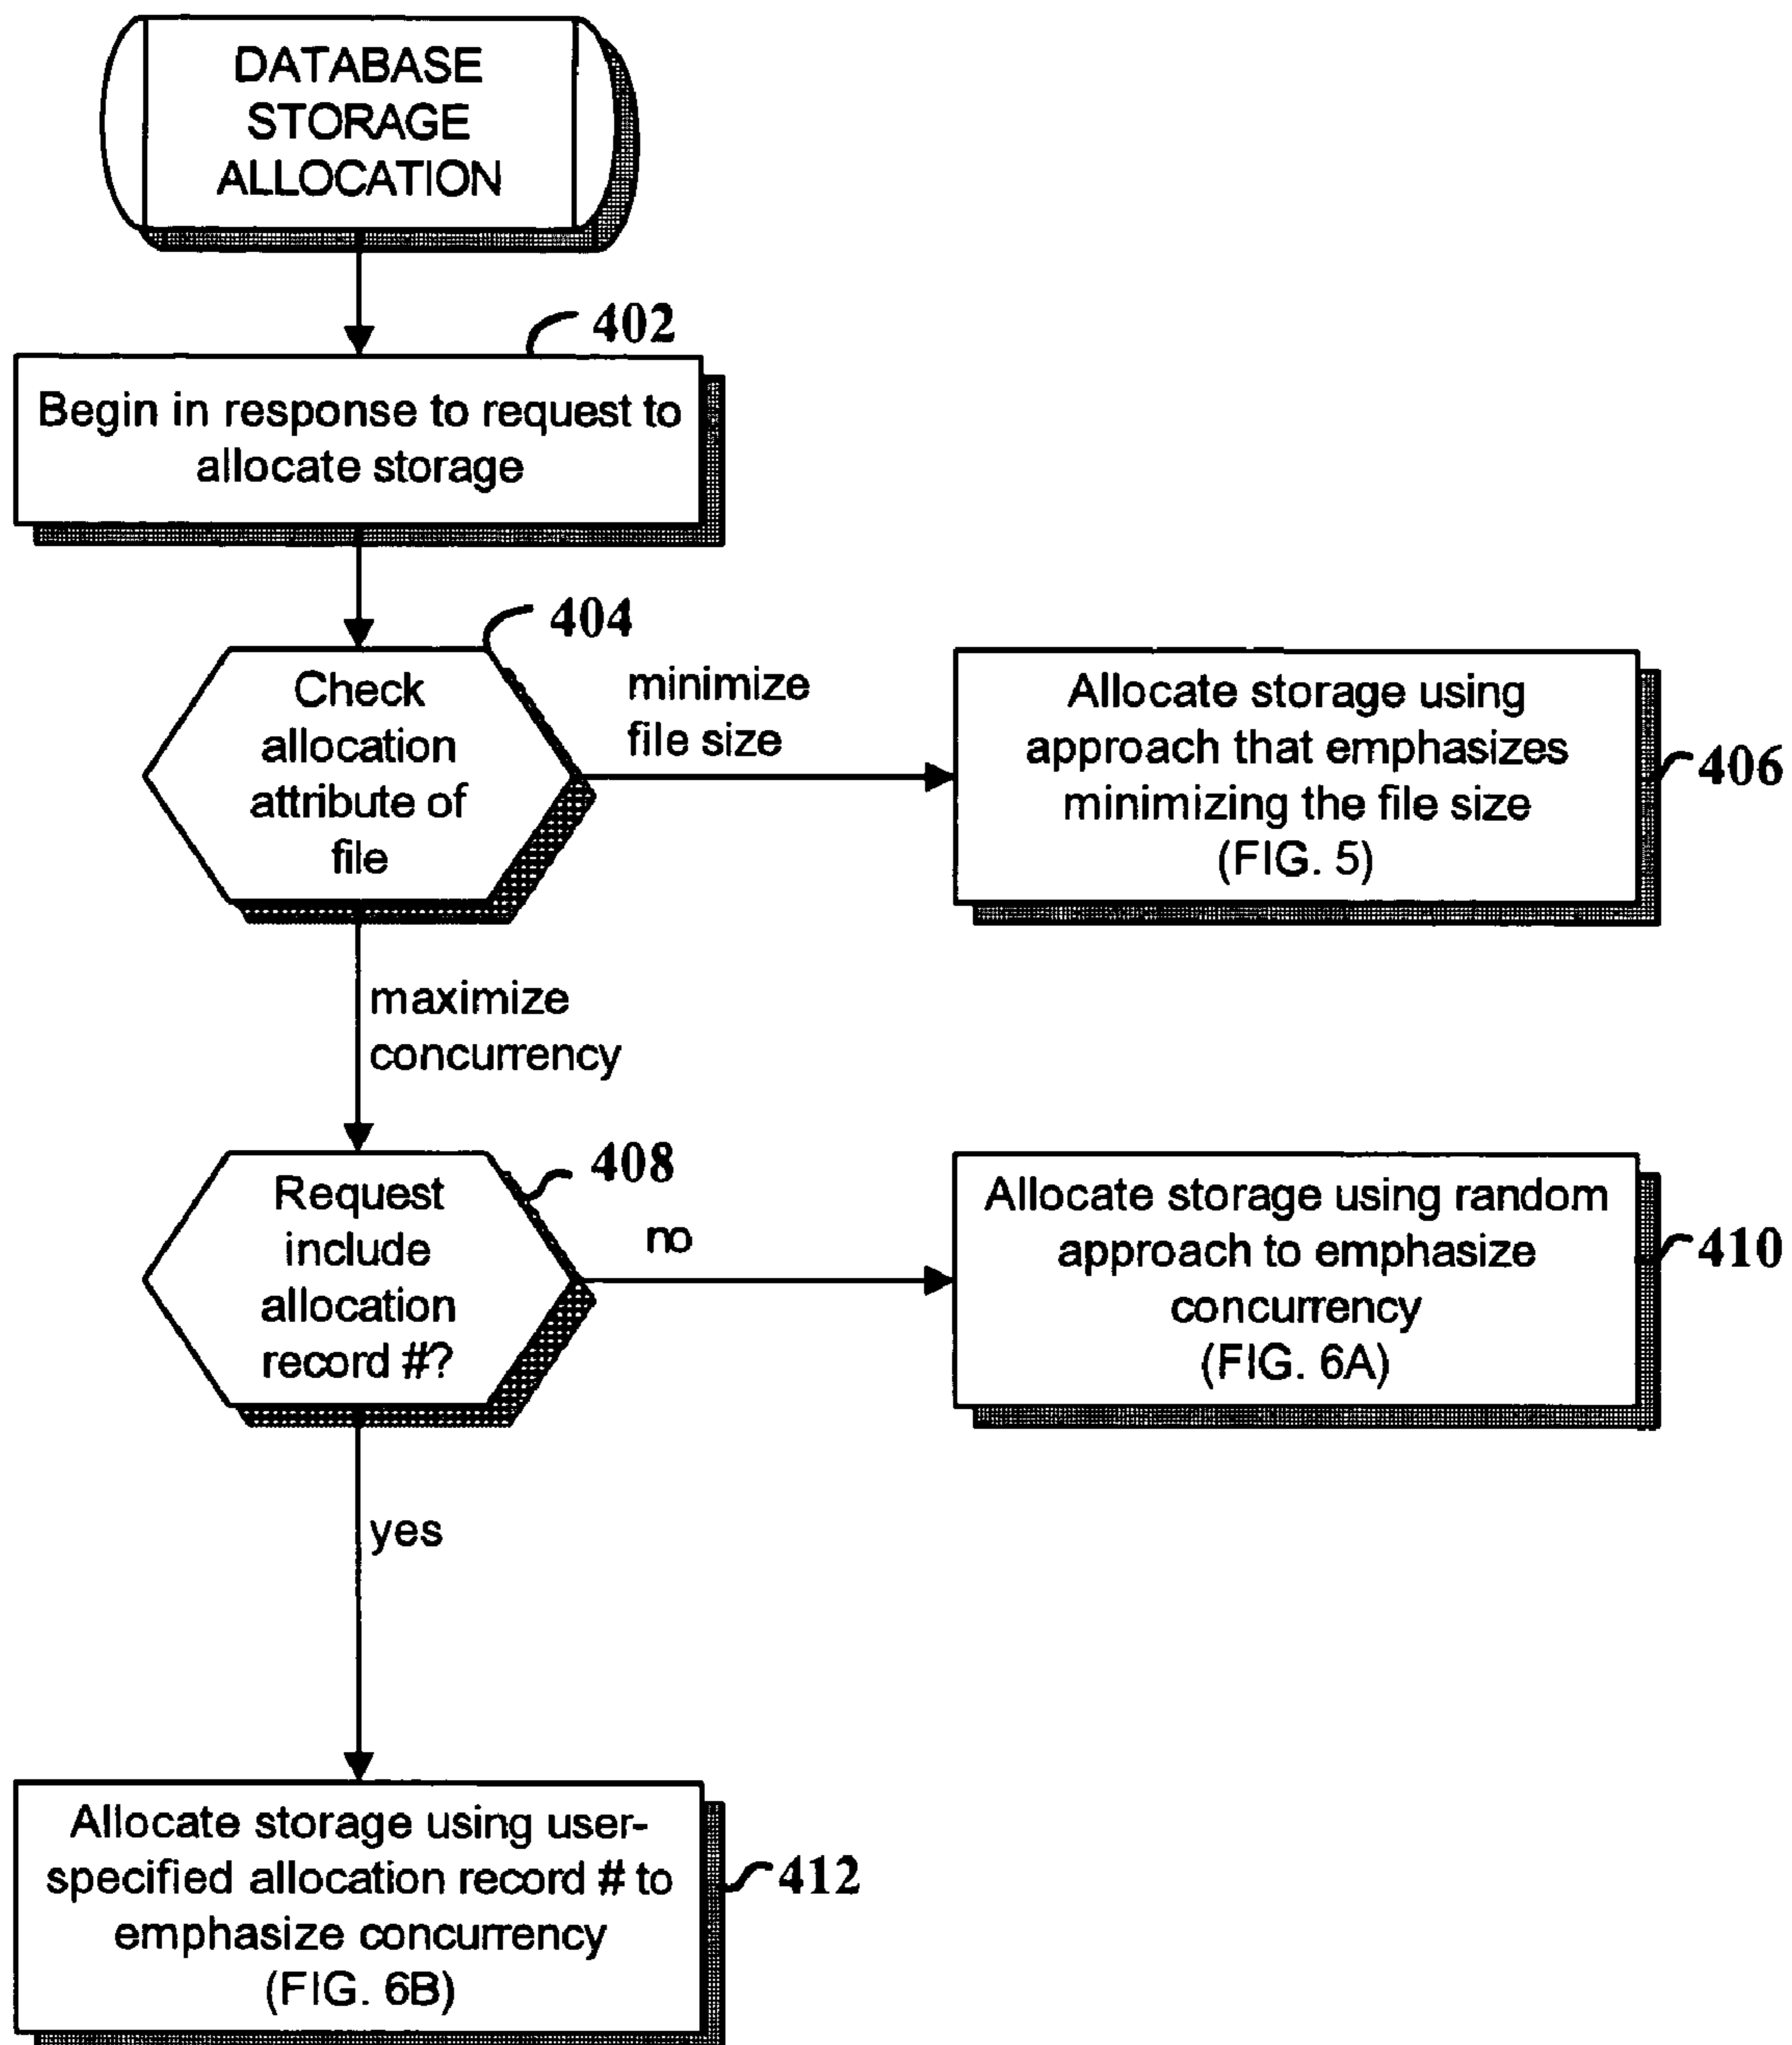 DATABASE
STORAGE
ALLOCATION
402
Begin in response to request to
allocate storage
404
Check
allocation
attribute of
file
minimize
file size
Allocate storage using
approach that emphasizes
minimizing the file size
(FIG. 5)
406
maximize
concurrency
408
Request
include
allocation
record #?
no
Allocate storage using random
approach to emphasize
concurrency
(FIG. 6A)
410
yes
Allocate storage using user-
specified allocation record # to
emphasize concurrency
(FIG. 6B)
412